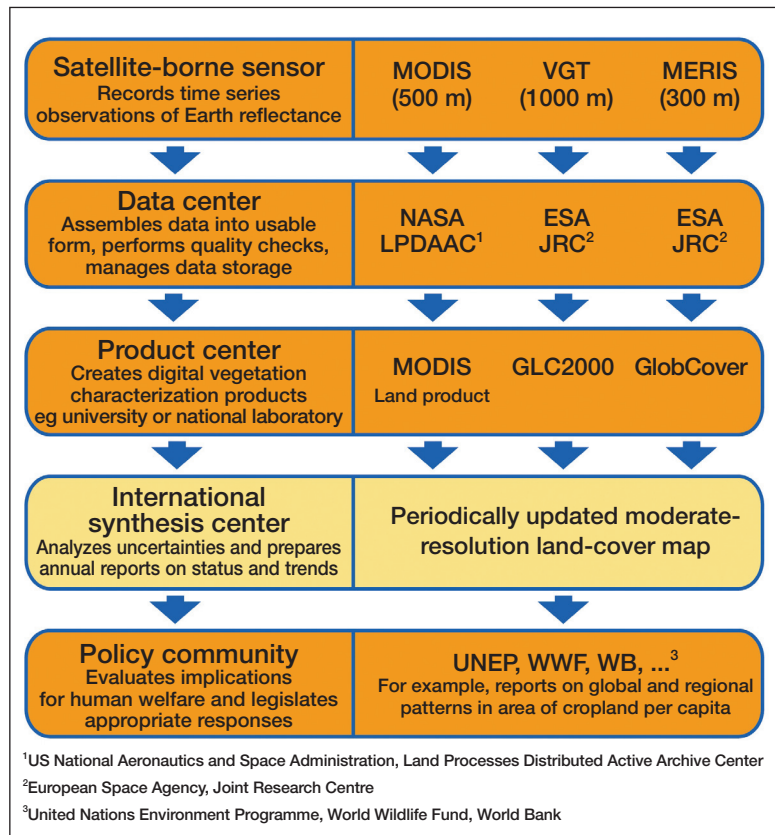 Satellite-borne sensor
Records time series
observations of Earth reflectance
MODIS
(500 m)
VGT
(1000 m)
MERIS
(300 m)
Data center
Assembles data into usable
form, performs quality checks,
manages data storage
NASA
LPDAAC¹
ESA
JRC²
ESA
JRC²
Product center
Creates digital vegetation
characterization products
eg university or national laboratory
MODIS
Land product
GLC2000
GlobCover
International
synthesis center
Analyzes uncertainties and prepares
annual reports on status and trends
Periodically updated moderate-
resolution land-cover map
Policy community
Evaluates implications
for human welfare and legislates
appropriate responses
UNEP, WWF, WB, ...³
For example, reports on global and regional
patterns in area of cropland per capita
¹US National Aeronautics and Space Administration, Land Processes Distributed Active Archive Center
²European Space Agency, Joint Research Centre
³United Nations Environment Programme, World Wildlife Fund, World Bank